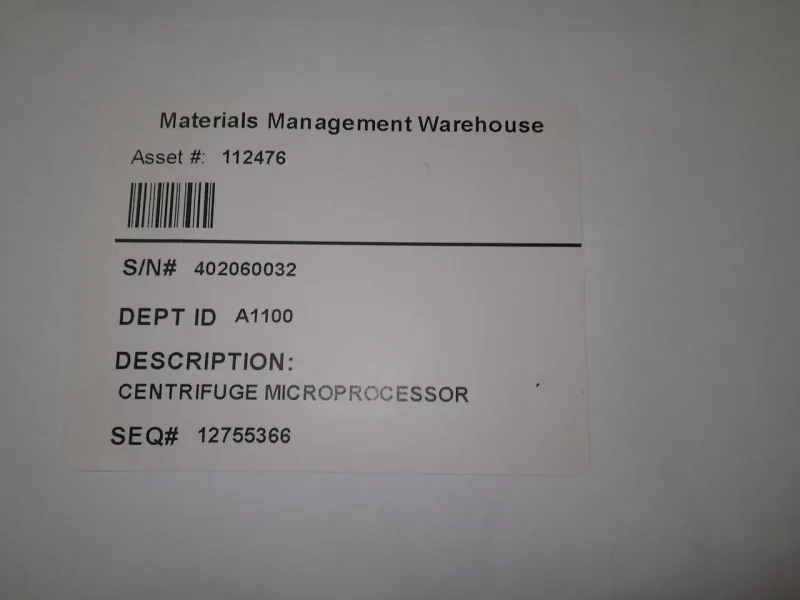 Materials Management Warehouse
Asset #: 112476
S/N# 402060032
DEPT ID A1100
DESCRIPTION:
CENTRIFUGE MICROPROCESSOR
SEQ# 12755366